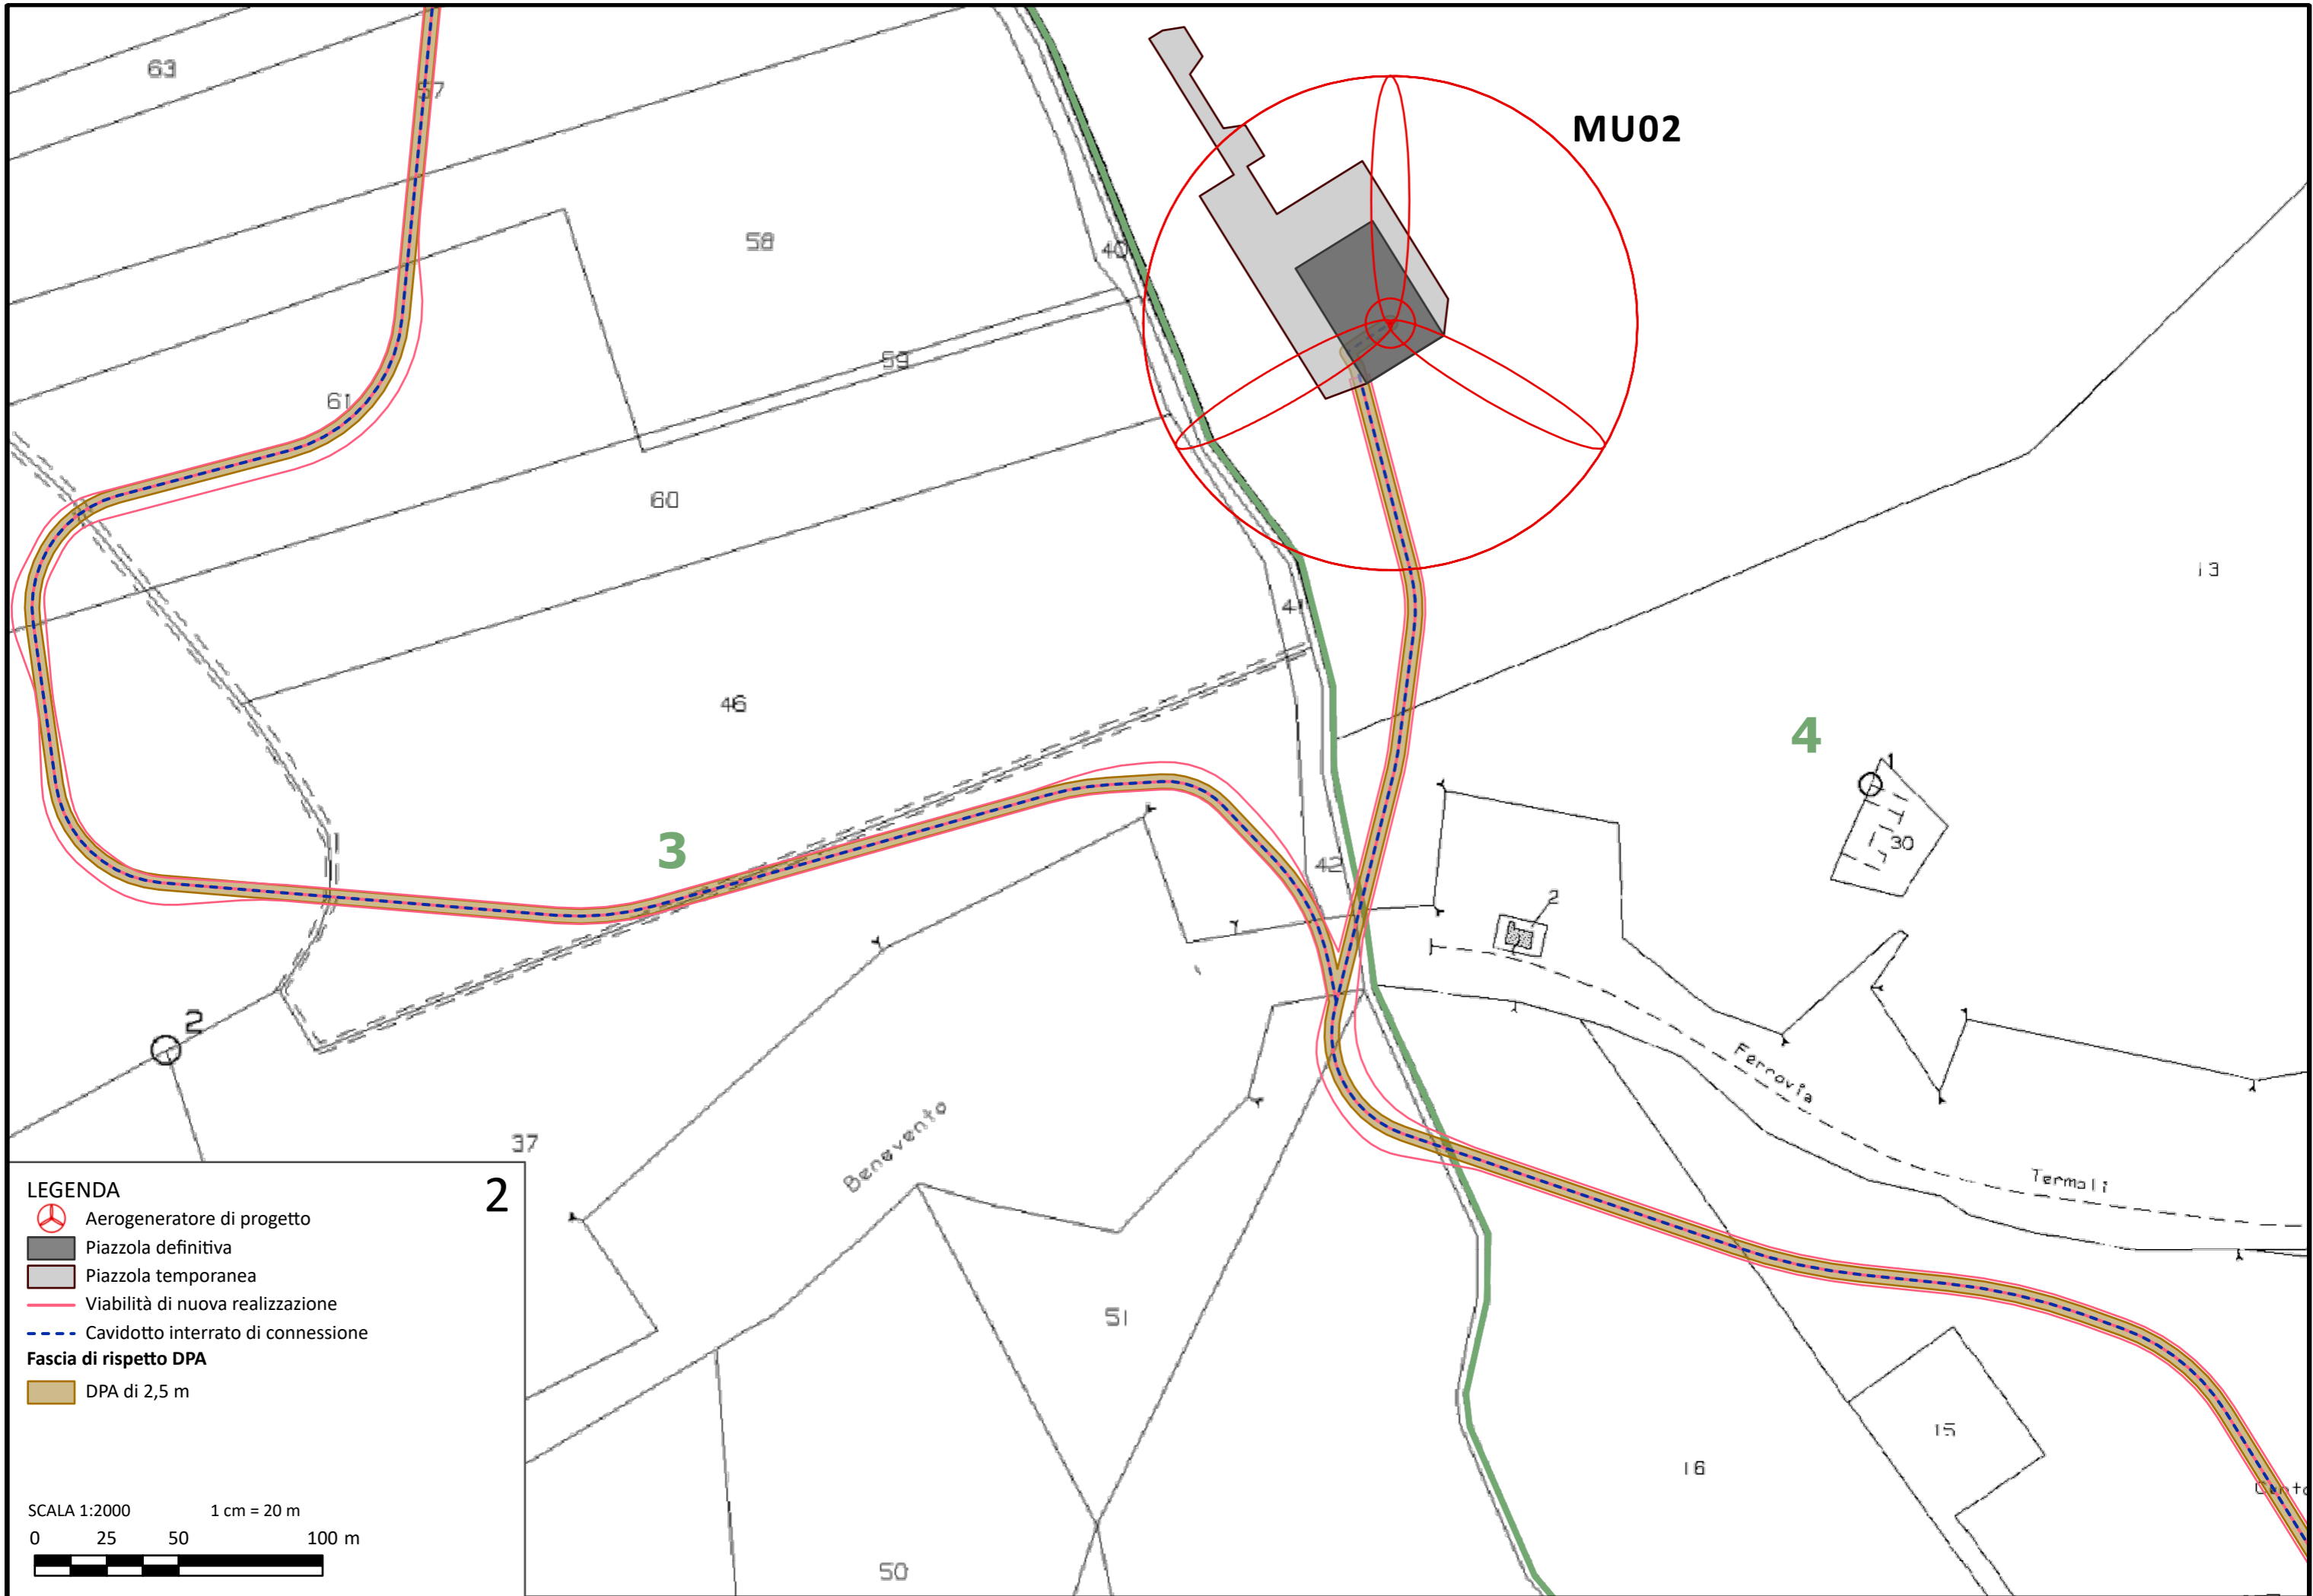 63
57
MU02
58
40
59
61
60
13
41
46
4
1
3
42
30
2
2
Ferrovia
Benevento
37
Termoli
51
15
16
50
LEGENDA
2
Aerogeneratore di progetto
Piazzola definitiva
Piazzola temporanea
Viabilità di nuova realizzazione
Cavidotto interrato di connessione
Fascia di rispetto DPA
DPA di 2,5 m
SCALA 1:2000 1 cm = 20 m
0 25 50 100 m